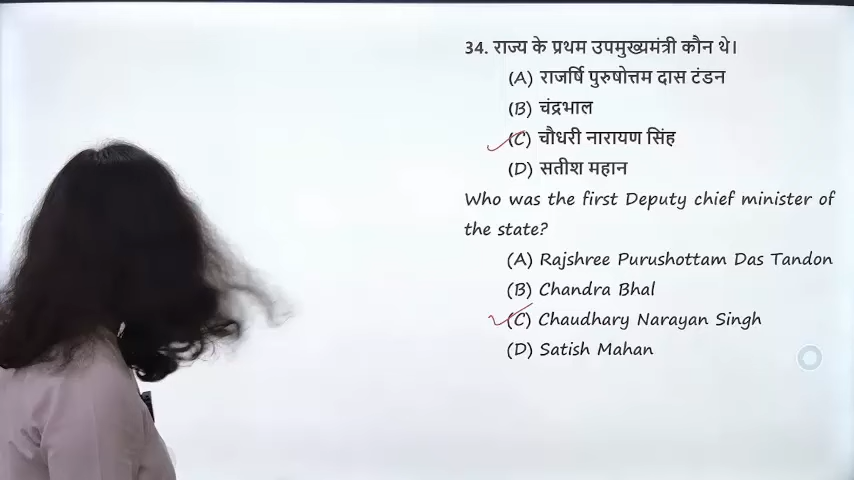 34. राज्य के प्रथम उपमुख्यमंत्री कौन थे।
(A) राजर्षि पुरुषोत्तम दास टंडन
(B) चंद्रभाल
(C) चौधरी नारायण सिंह
(D) सतीश महान
Who was the first Deputy chief minister of
the state?
(A) Rajshree Purushottam Das Tandon
(B) Chandra Bhal
(C) Chaudhary Narayan Singh
(D) Satish Mahan